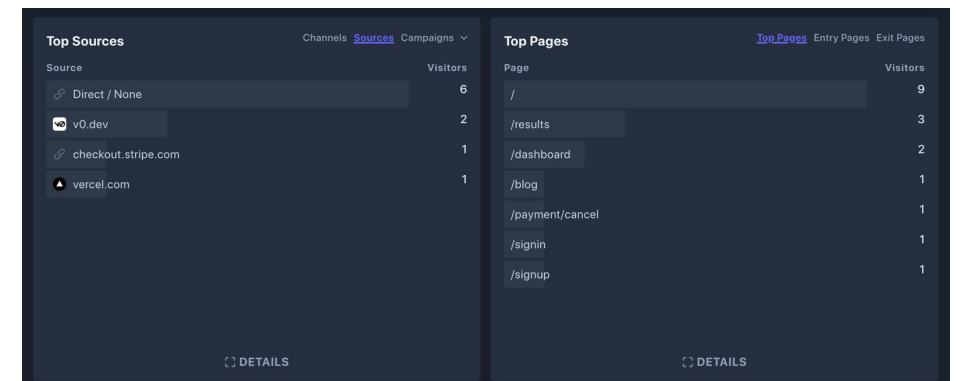 Top Sources
Channels Sources Campaigns
Source Visitors
Direct / None 6
v0.dev 2
checkout.stripe.com 1
vercel.com 1
DETAILS
Top Pages
Top Pages Entry Pages Exit Pages
Page Visitors
/ 9
/results 3
/dashboard 2
/blog 1
/payment/cancel 1
/signin 1
/signup 1
DETAILS